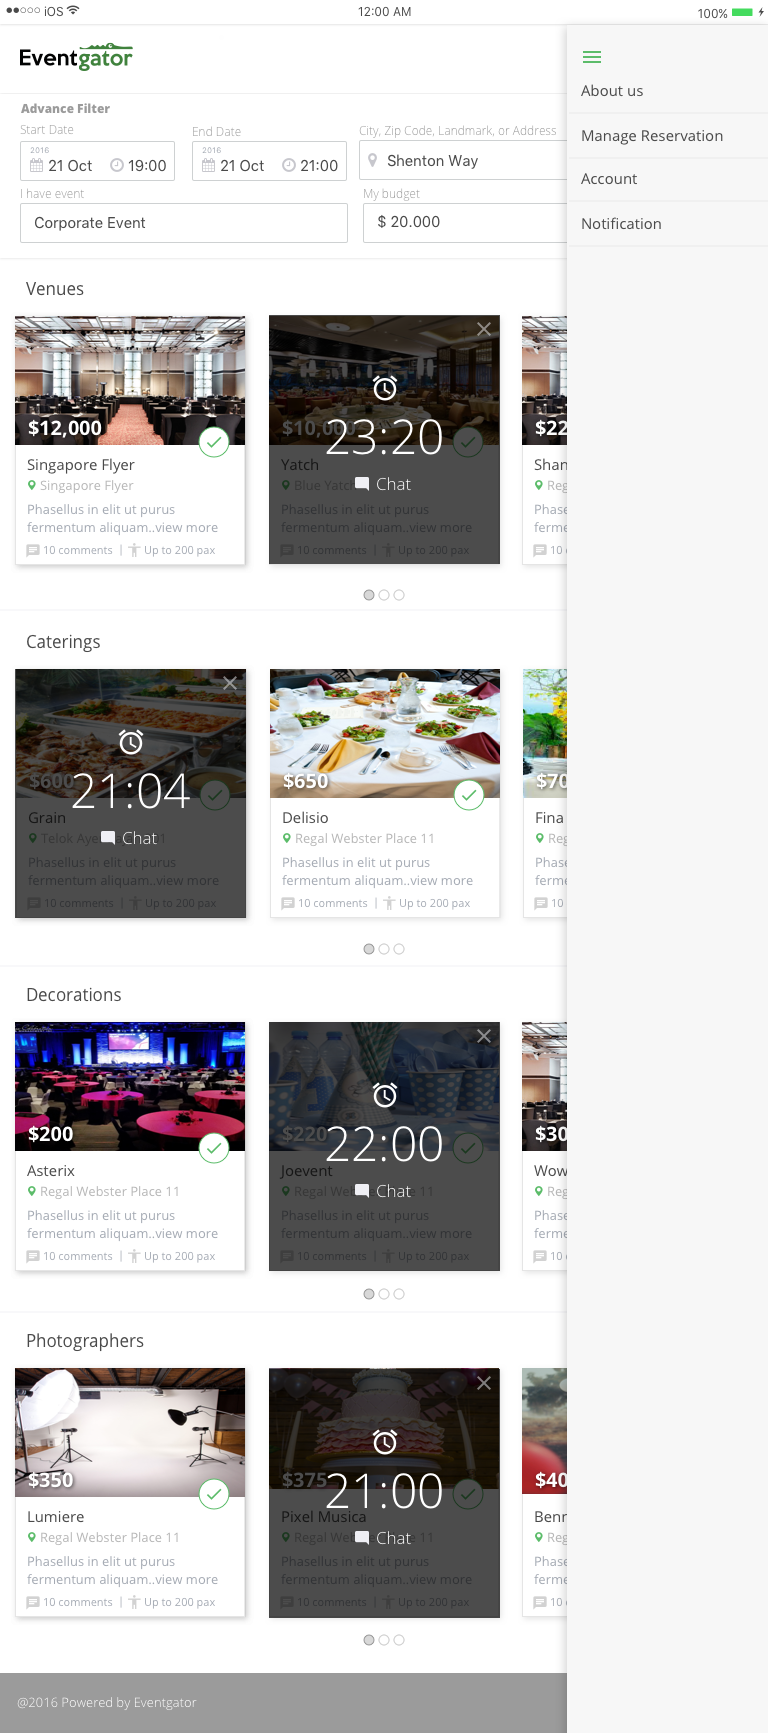 iOS
12:00 AM
100%
Eventgator
About us
Manage Reservation
Account
Notification
Advance Filter
Start Date
End Date
City, Zip Code, Landmark, or Address
2016
21 Oct
19:00
2016
21 Oct
21:00
Shenton Way
I have event
My budget
Corporate Event
$ 20.000
Venues
$12,000
Singapore Flyer
Singapore Flyer
Phasellus in elit ut purus
fermentum aliquam..view more
10 comments | Up to 200 pax
$10,000
23:20
Yatch
Blue Yatch
Chat
Phasellus in elit ut purus
fermentum aliquam..view more
10 comments | Up to 200 pax
$22
Shan
Reg
Phase
ferme
10
Caterings
$600
21:04
Grain
Telok Aye
1
Chat
Phasellus in elit ut purus
fermentum aliquam..view more
10 comments | Up to 200 pax
$650
Delisio
Regal Webster Place 11
Phasellus in elit ut purus
fermentum aliquam..view more
10 comments | Up to 200 pax
$70
Fina
Reg
Phase
ferme
10
Decorations
$200
Asterix
Regal Webster Place 11
Phasellus in elit ut purus
fermentum aliquam..view more
10 comments | Up to 200 pax
$220
22:00
Joevent
Regal Web
e 11
Chat
Phasellus in elit ut purus
fermentum aliquam..view more
10 comments | Up to 200 pax
$30
Wow
Reg
Phase
ferme
10
Photographers
$350
Lumiere
Regal Webster Place 11
Phasellus in elit ut purus
fermentum aliquam..view more
10 comments | Up to 200 pax
$375
21:00
Pixel Musica
Regal Web
e 11
Chat
Phasellus in elit ut purus
fermentum aliquam..view more
10 comments | Up to 200 pax
$40
Benr
Reg
Phase
ferme
10
@2016 Powered by Eventgator